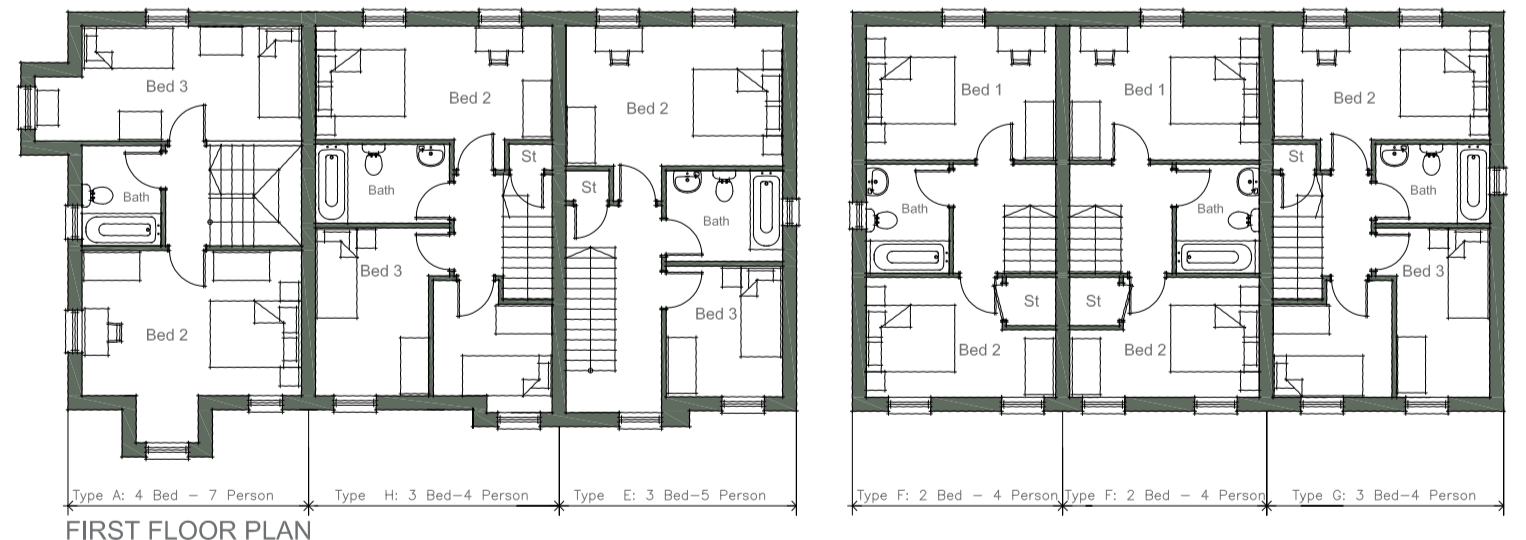 Bed 3
Bath
Bed 2
Bed 2
St
Bath
Bed 3
Bed 2
St
Bath
Bed 3
Bed 1
Bath
St
Bed 2
Bed 1
Bath
St
Bed 2
Bed 2
St
Bath
Bed 3
Type A: 4 Bed - 7 Person
Type H: 3 Bed-4 Person
Type E: 3 Bed-5 Person
Type F: 2 Bed - 4 Person
Type F: 2 Bed - 4 Person
Type G: 3 Bed-4 Person
FIRST FLOOR PLAN